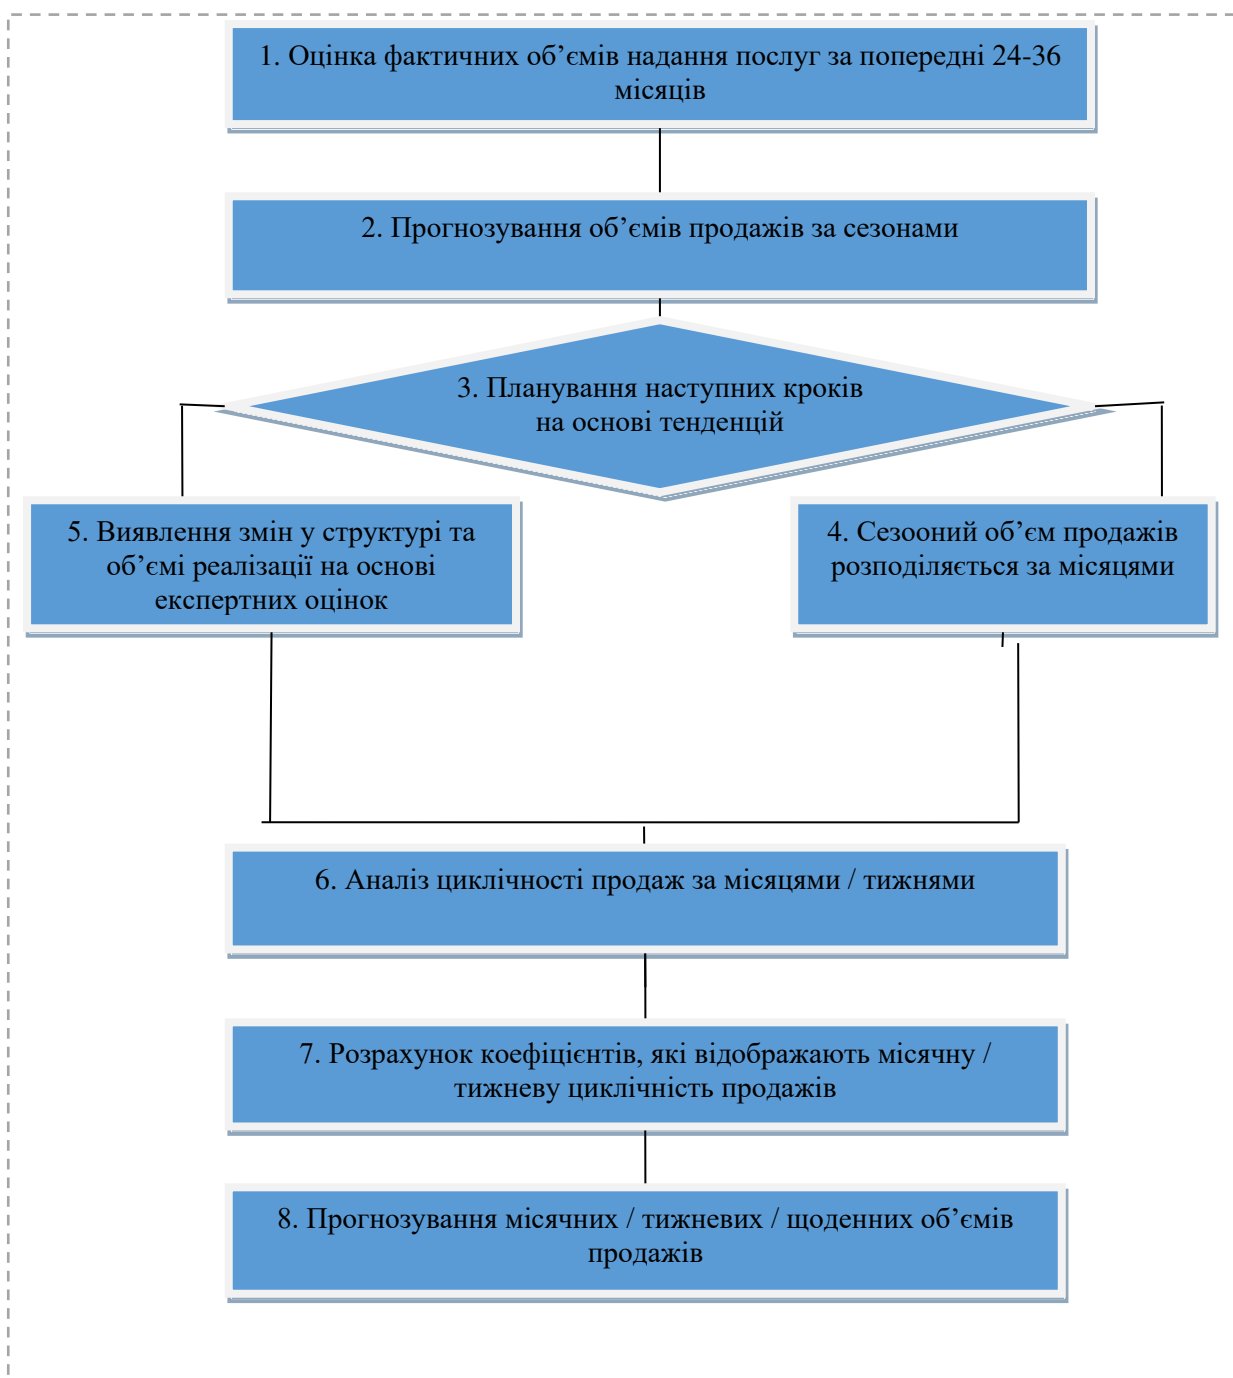 1. Оцінка фактичних об’ємів надання послуг за попередні 24-36
місяців
2. Прогнозування об’ємів продажів за сезонами
3. Планування наступних кроків
на основі тенденцій
5. Виявлення змін у структурі та
об’ємі реалізації на основі
експертних оцінок
4. Сезооний об’єм продажів
розподіляється за місяцями
6. Аналіз циклічності продаж за місяцями / тижнями
7. Розрахунок коефіцієнтів, які відображають місячну /
тижневу циклічність продажів
8. Прогнозування місячних / тижневих / щоденних об’ємів
продажів